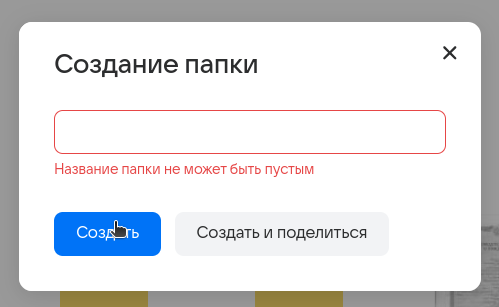 Создание папки
Название папки не может быть пустым
Создать
Создать и поделиться